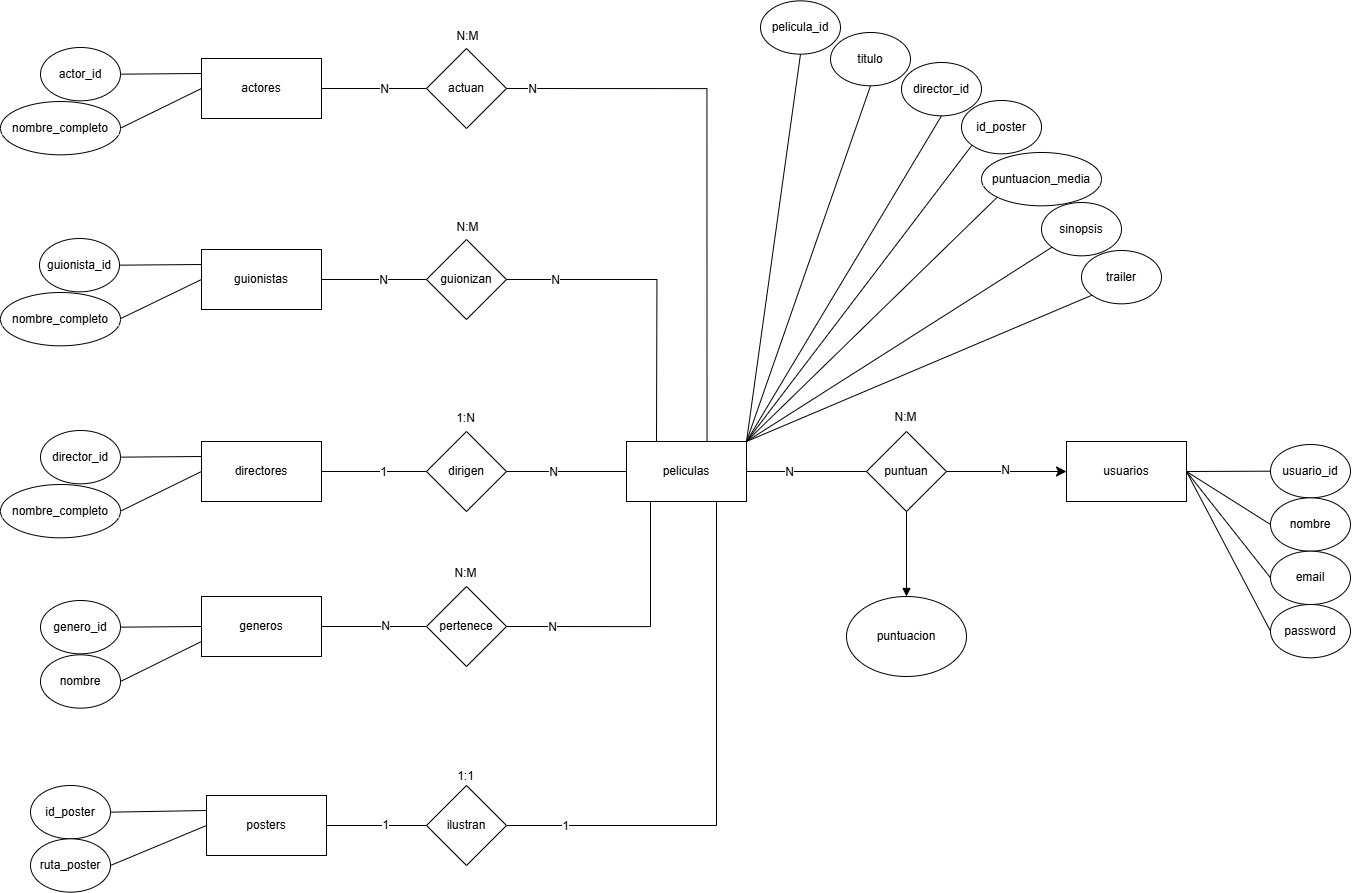 pelicula_id
titulo
director_id
id_poster
puntuacion_media
sinopsis
trailer
N:M
actor_id
nombre_completo
actores
N
actuan
N
N:M
guionista_id
nombre_completo
guionistas
N
guionizan
N
1:N
director_id
nombre_completo
directores
1
dirigen
N
peliculas
N
N:M
puntuan
N
usuarios
puntuacion
usuario_id
nombre
email
password
N:M
genero_id
nombre
generos
N
pertenece
N
1:1
id_poster
ruta_poster
posters
1
ilustran
1